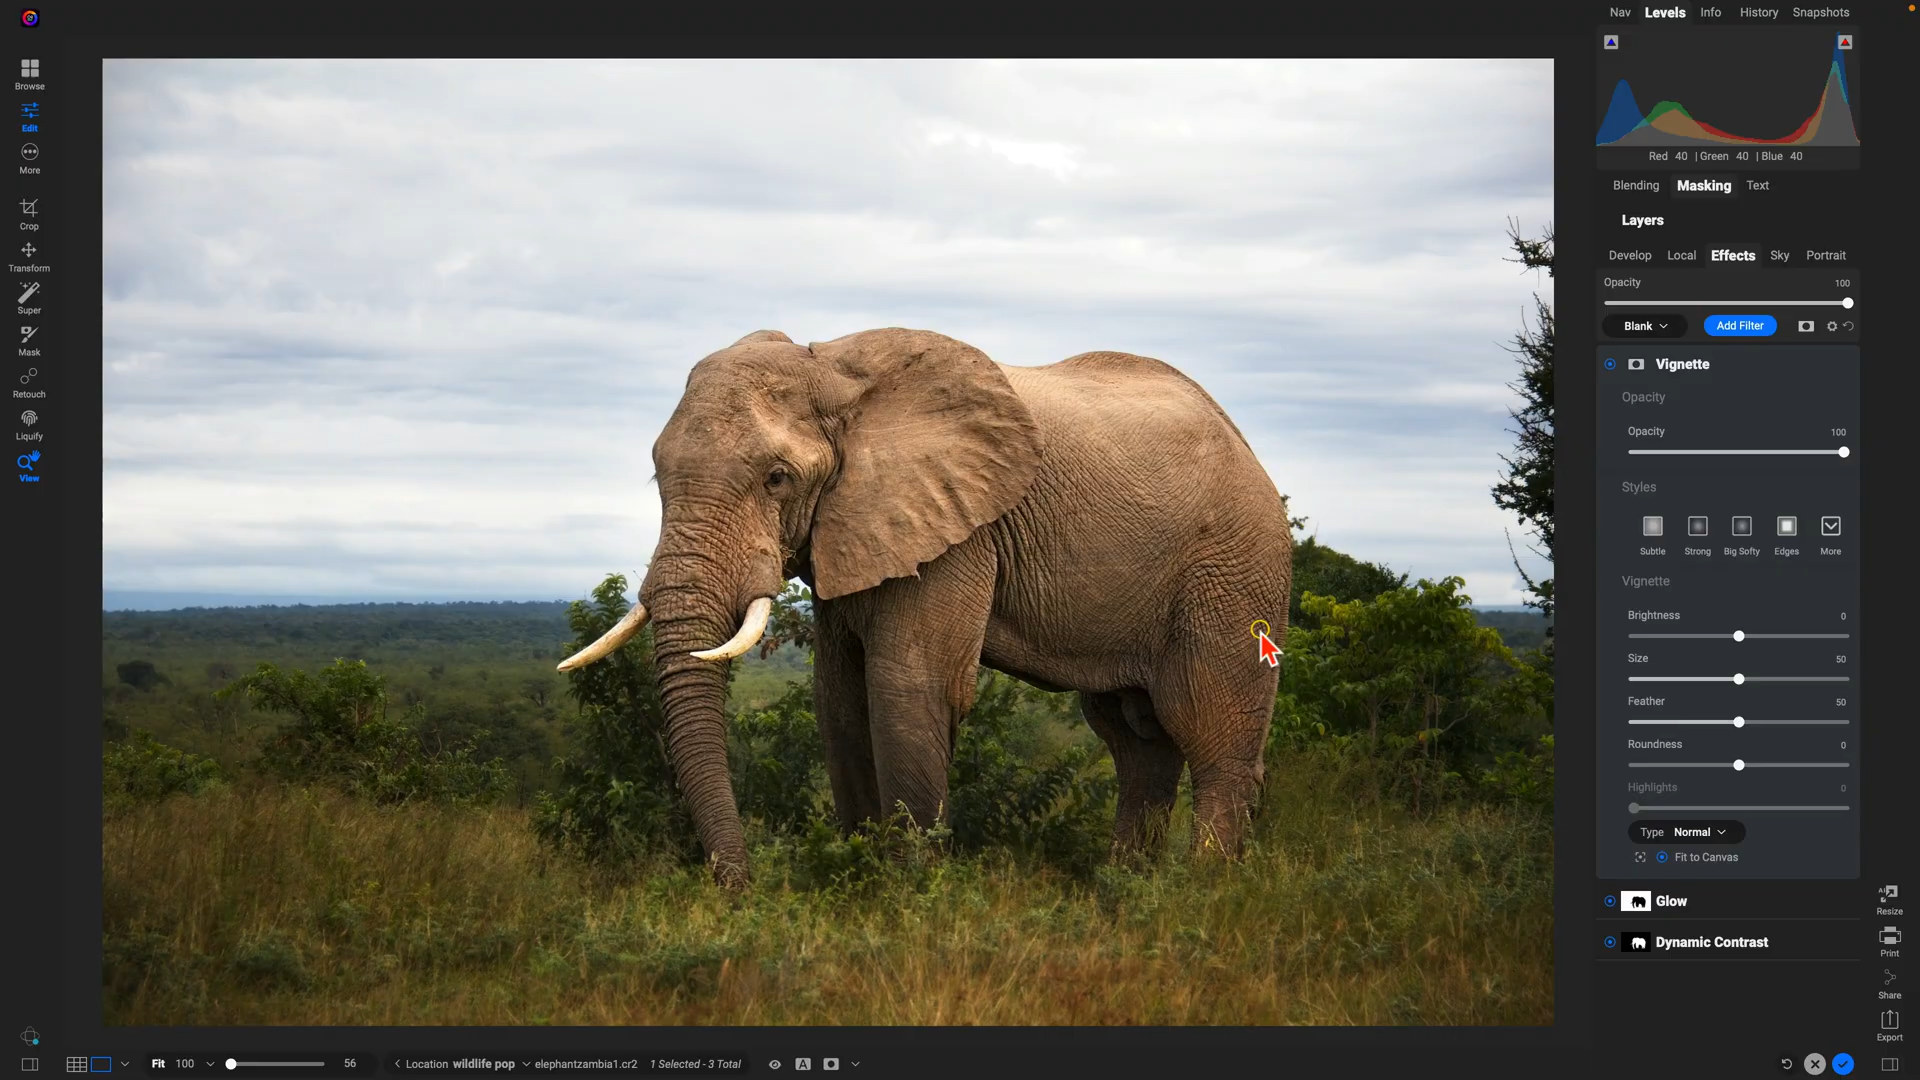 Nav Levels Info History Snapshots
Red 40 | Green 40 | Blue 40
Blending Masking Text
Layers
Develop Local Effects Sky Portrait
Opacity 100
Blank Add Filter
Vignette
Opacity
Opacity 100
Styles
Subtle Strong Big Softy Edges More
Vignette
Brightness 0
Size 50
Feather 50
Roundness 0
Highlights 0
Type Normal
Fit to Canvas
Glow
Dynamic Contrast
Browse
Edit
More
Crop
Transform
Super
Mask
Retouch
Liquify
View
AI
Resize
Print
Share
Export
Fit 100 56 Location wildlife pop elephantzambia1.cr2 1 Selected - 3 Total A